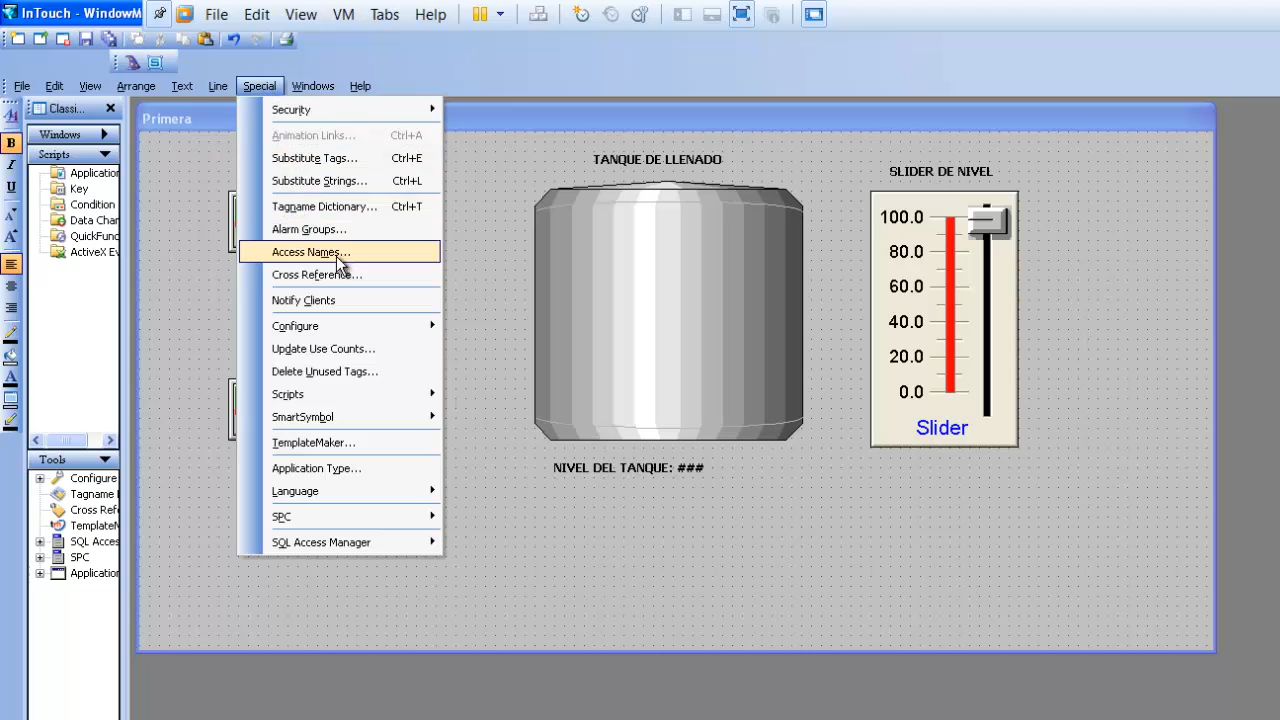 InTouch - WindowM
File Edit View VM Tabs Help
File Edit View Arrange Text Line Special Windows Help
Classi...
Windows
Scripts
Application
Key
Condition
Data Char
QuickFunc
ActiveX Ev
Tools
Configure
Tagname
Cross Refe
TemplateM
SQL Acces
SPC
Application
Security
Animation Links... Ctrl+A
Substitute Tags... Ctrl+E
Substitute Strings... Ctrl+L
Tagname Dictionary... Ctrl+T
Alarm Groups...
Access Names...
Cross Reference...
Notify Clients
Configure
Update Use Counts...
Delete Unused Tags...
Scripts
SmartSymbol
TemplateMaker...
Application Type...
Language
SPC
SQL Access Manager
Primera
TANQUE DE LLENADO
NIVEL DEL TANQUE: ###
SLIDER DE NIVEL
100.0
80.0
60.0
40.0
20.0
0.0
Slider